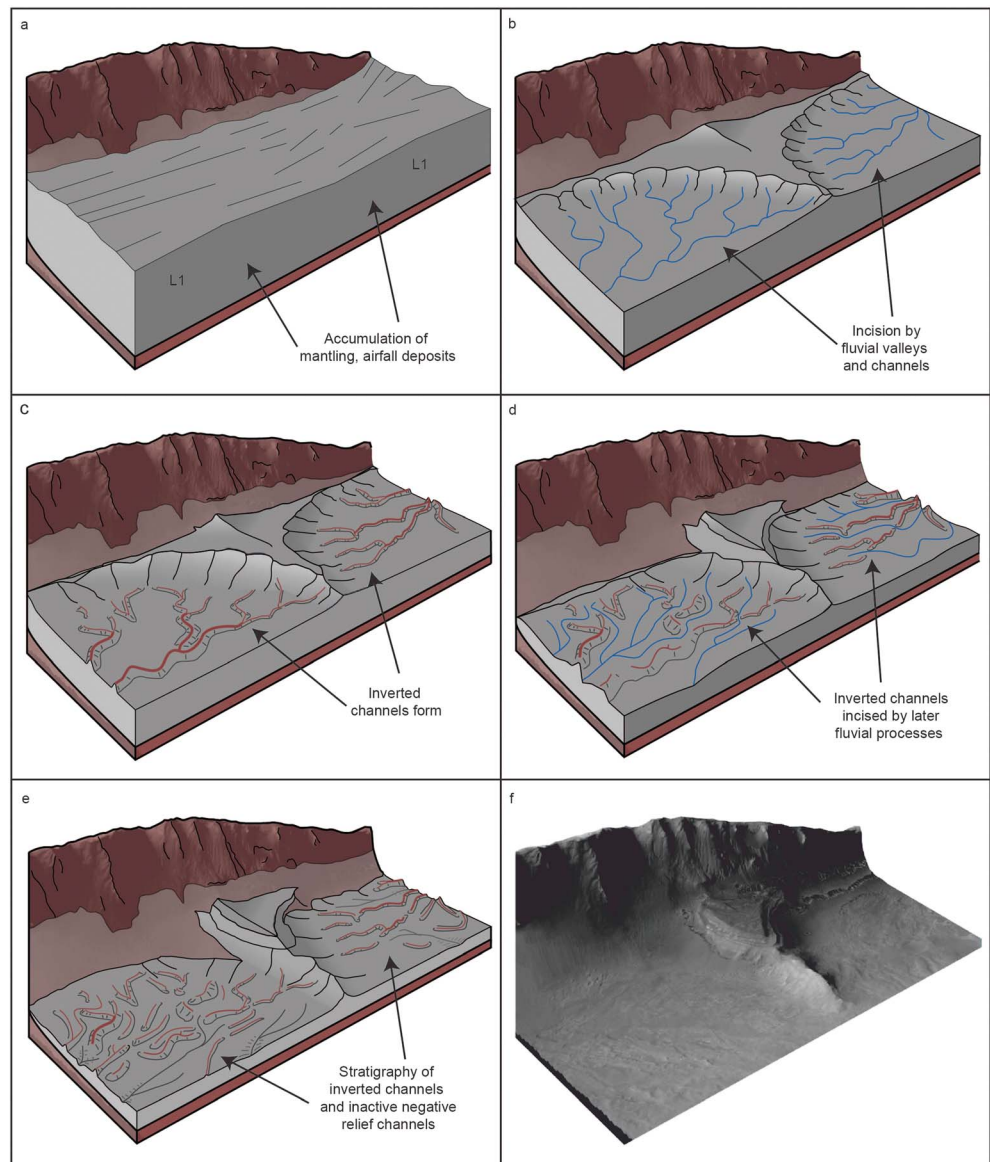 a
L1
L1
Accumulation of
mantling, airfall deposits
b
Incision by
fluvial valleys
and channels
c
Inverted
channels form
d
Inverted channels
incised by later
fluvial processes
e
Stratigraphy of
inverted channels
and inactive negative
relief channels
f